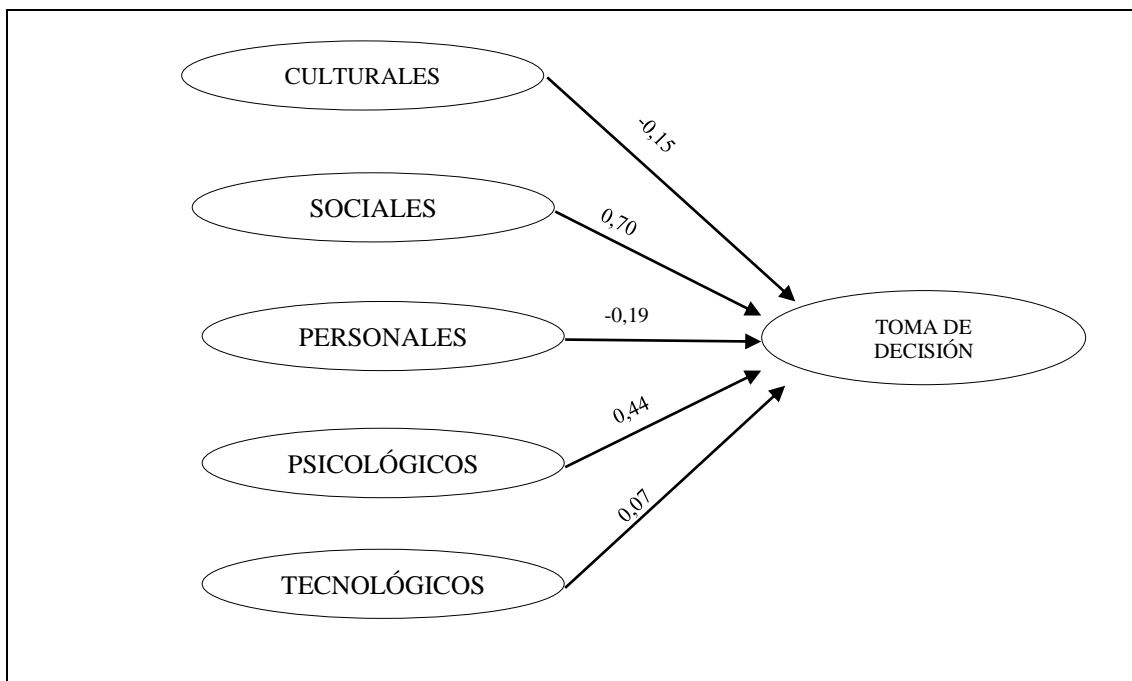 CULTURALES
-0,15
SOCIALES
0,70
PERSONALES
-0,19
TOMA DE
DECISIÓN
PSICOLÓGICOS
0,44
TECNOLÓGICOS
0,07